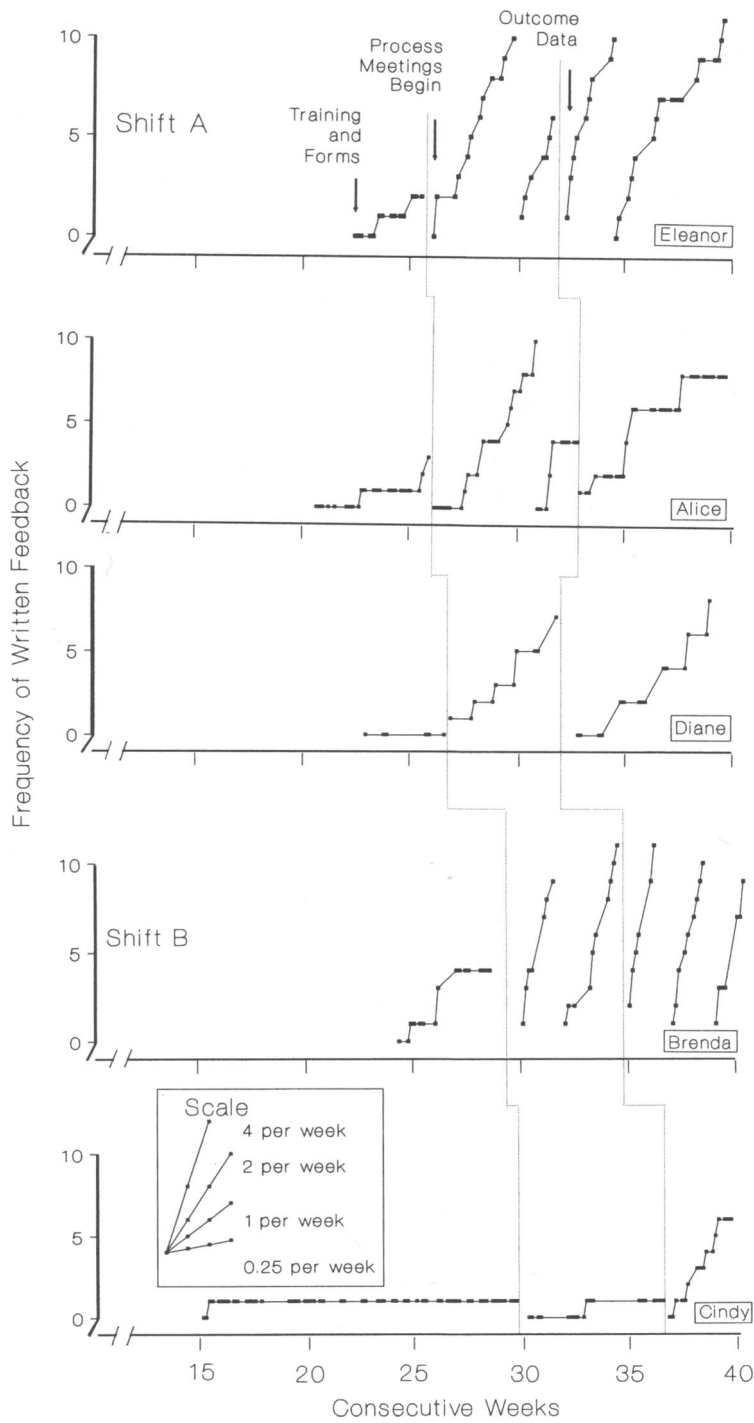 Outcome
Data
Process
Meetings
Begin
Training
and
Forms
Shift A
10
5
0
Eleanor
10
5
0
Alice
10
5
0
Diane
Frequency of Written Feedback
Shift B
10
5
0
Brenda
Scale
4 per week
2 per week
1 per week
0.25 per week
10
5
0
Cindy
15 20 25 30 35 40
Consecutive Weeks